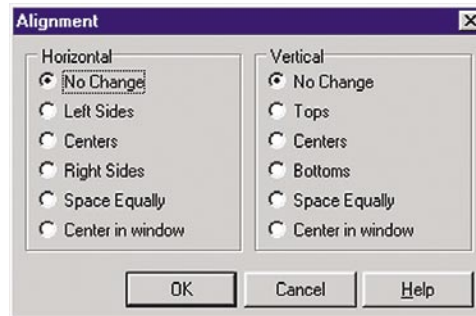 Alignment
Horizontal
No Change
Left Sides
Centers
Right Sides
Space Equally
Center in window
Vertical
No Change
Tops
Centers
Bottoms
Space Equally
Center in window
OK
Cancel
Help